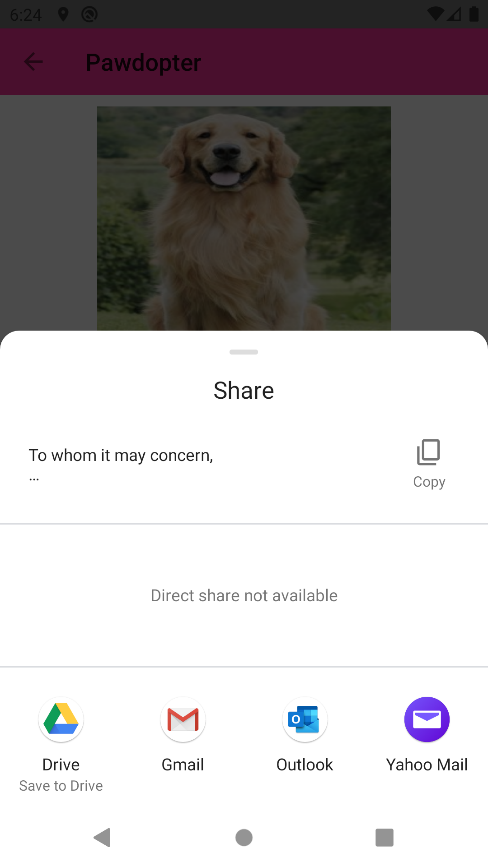 6:24
Pawdopter
Share
To whom it may concern,
...
Copy
Direct share not available
Drive
Save to Drive
Gmail
Outlook
Yahoo Mail